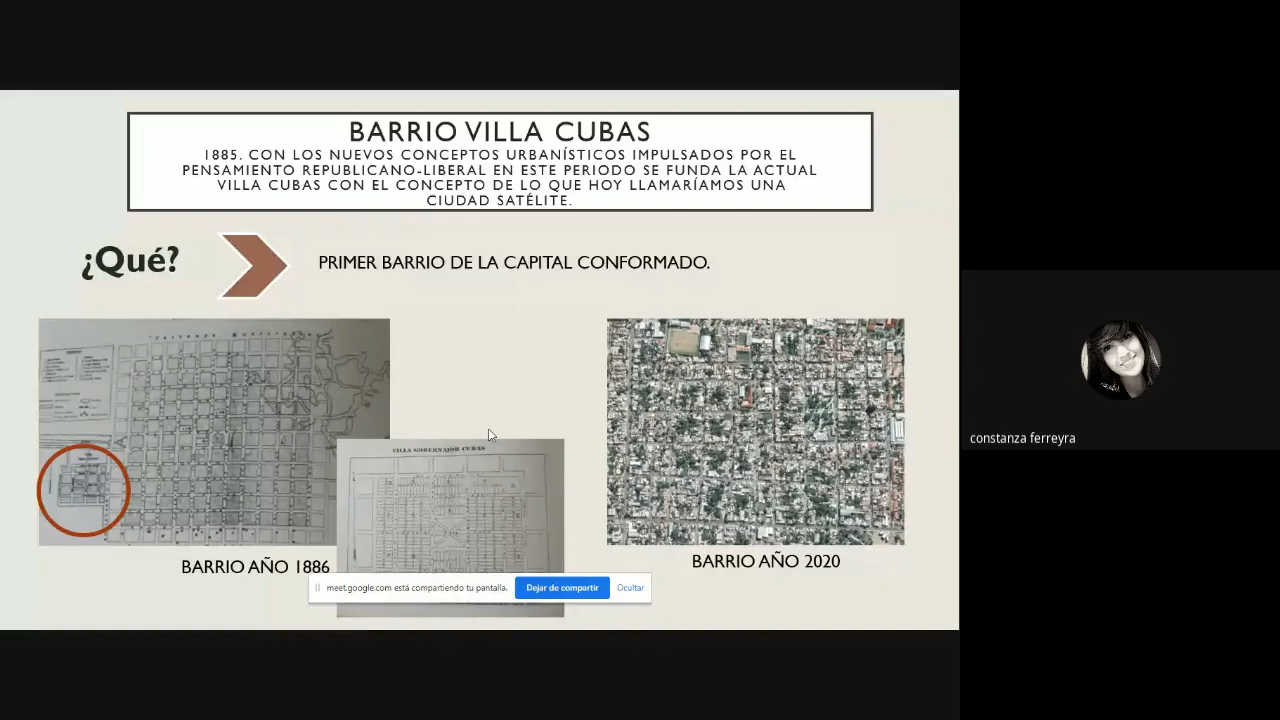 BARRIO VILLA CUBAS
1885. CON LOS NUEVOS CONCEPTOS URBANÍSTICOS IMPULSADOS POR EL
PENSAMIENTO REPUBLICANO-LIBERAL EN ESTE PERIODO SE FUNDA LA ACTUAL
VILLA CUBAS CON EL CONCEPTO DE LO QUE HOY LLAMARÍAMOS UNA
CIUDAD SATÉLITE.
¿Qué?
PRIMER BARRIO DE LA CAPITAL CONFORMADO.
VILLA GOBERNADOR CUBAS
BARRIO AÑO 1886
BARRIO AÑO 2020
meet.google.com está compartiendo tu pantalla.
Dejar de compartir
Ocultar
constanza ferreyra